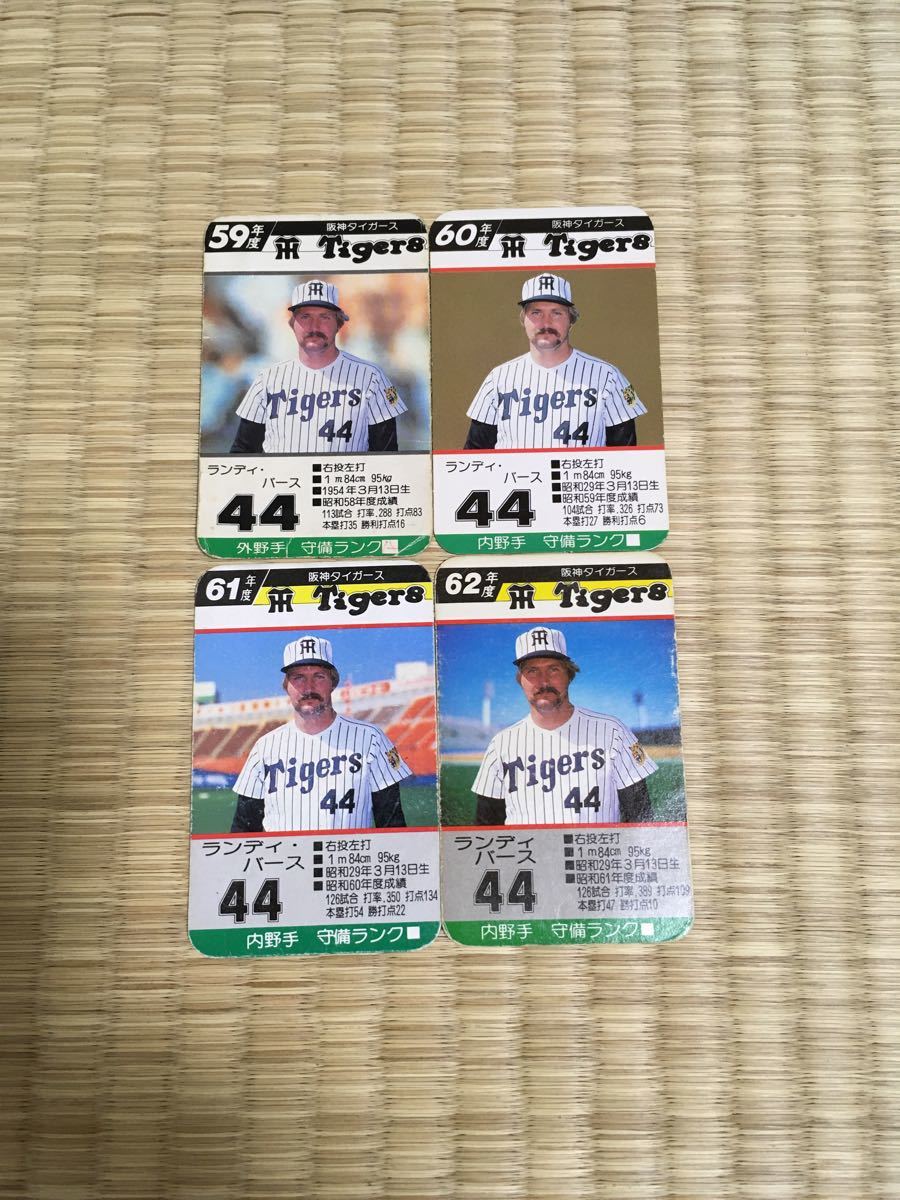 59年度
阪神タイガース
Tigers
Tigers
44
ランディ・
バース
44
■右投左打
■1m84cm 95kg
■1954年3月13日生
■昭和58年度成績
113試合 打率.288 打点83
本塁打35 勝利打点16
外野手 守備ランク
60年度
阪神タイガース
Tigers
Tigers
44
ランディ・
バース
44
■右投左打
■1m84cm 95kg
■昭和29年3月13日生
■昭和59年度成績
104試合 打率.326 打点73
本塁打27 勝利打点6
内野手 守備ランク
61年度
阪神タイガース
Tigers
Tigers
44
ランディ・
バース
44
■右投左打
■1m84cm 95kg
■昭和29年3月13日生
■昭和60年度成績
126試合 打率.350 打点134
本塁打54 勝打点22
内野手 守備ランク
62年度
阪神タイガース
Tigers
Tigers
44
ランディ・
バース
44
■右投左打
■1m84cm 95kg
■昭和29年3月13日生
■昭和61年度成績
126試合 打率.389 打点109
本塁打47 勝打点10
内野手 守備ランク